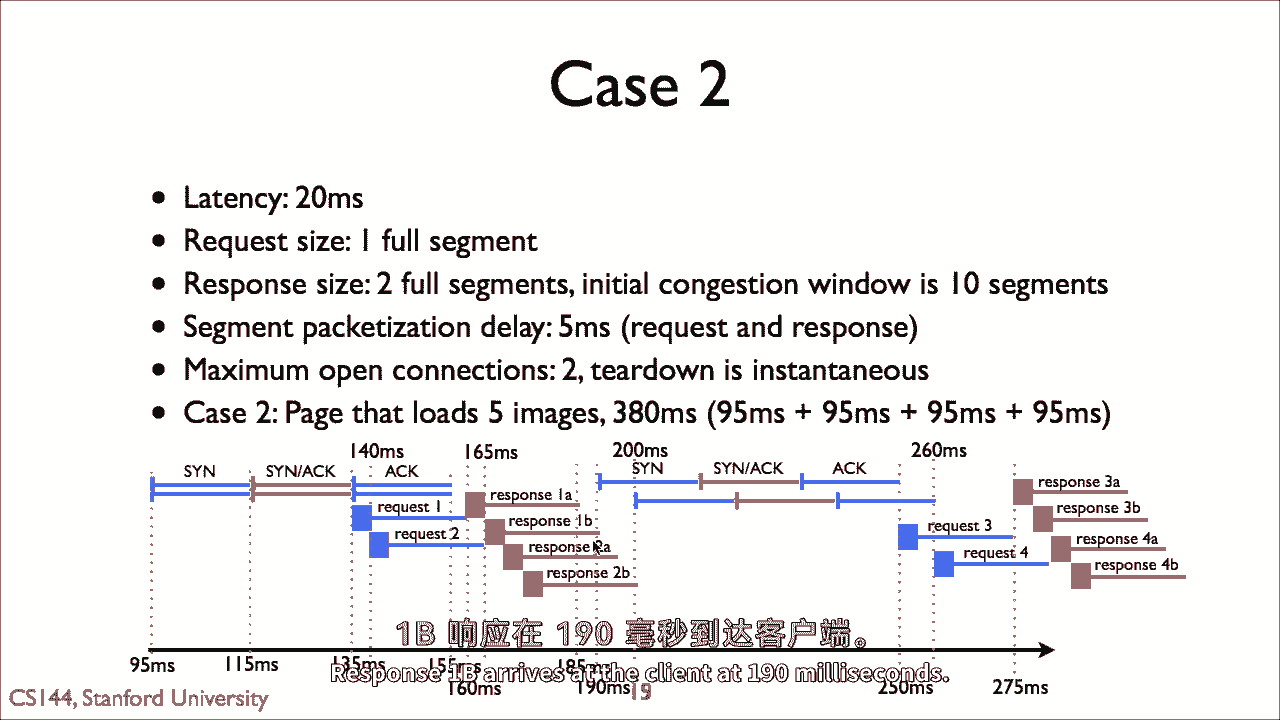 Case 2
• Latency: 20ms
• Request size: 1 full segment
• Response size: 2 full segments, initial congestion window is 10 segments
• Segment packetization delay: 5ms (request and response)
• Maximum open connections: 2, teardown is instantaneous
• Case 2: Page that loads 5 images, 380ms (95ms + 95ms + 95ms + 95ms)
140ms 165ms 200ms 260ms
SYN SYN/ACK ACK SYN SYN/ACK ACK
response 3a
response 1a
request 1 response 3b
response 1b request 3
request 2 response 4a
response 2a request 4
response 4b
response 2b
1B 响应在 190 毫秒到达客户端。
95ms 115ms 135ms 155ms 185ms
Response 1B arrives at the client at 190 milliseconds.
160ms 190ms 250ms 275ms
19
CS144, Stanford University